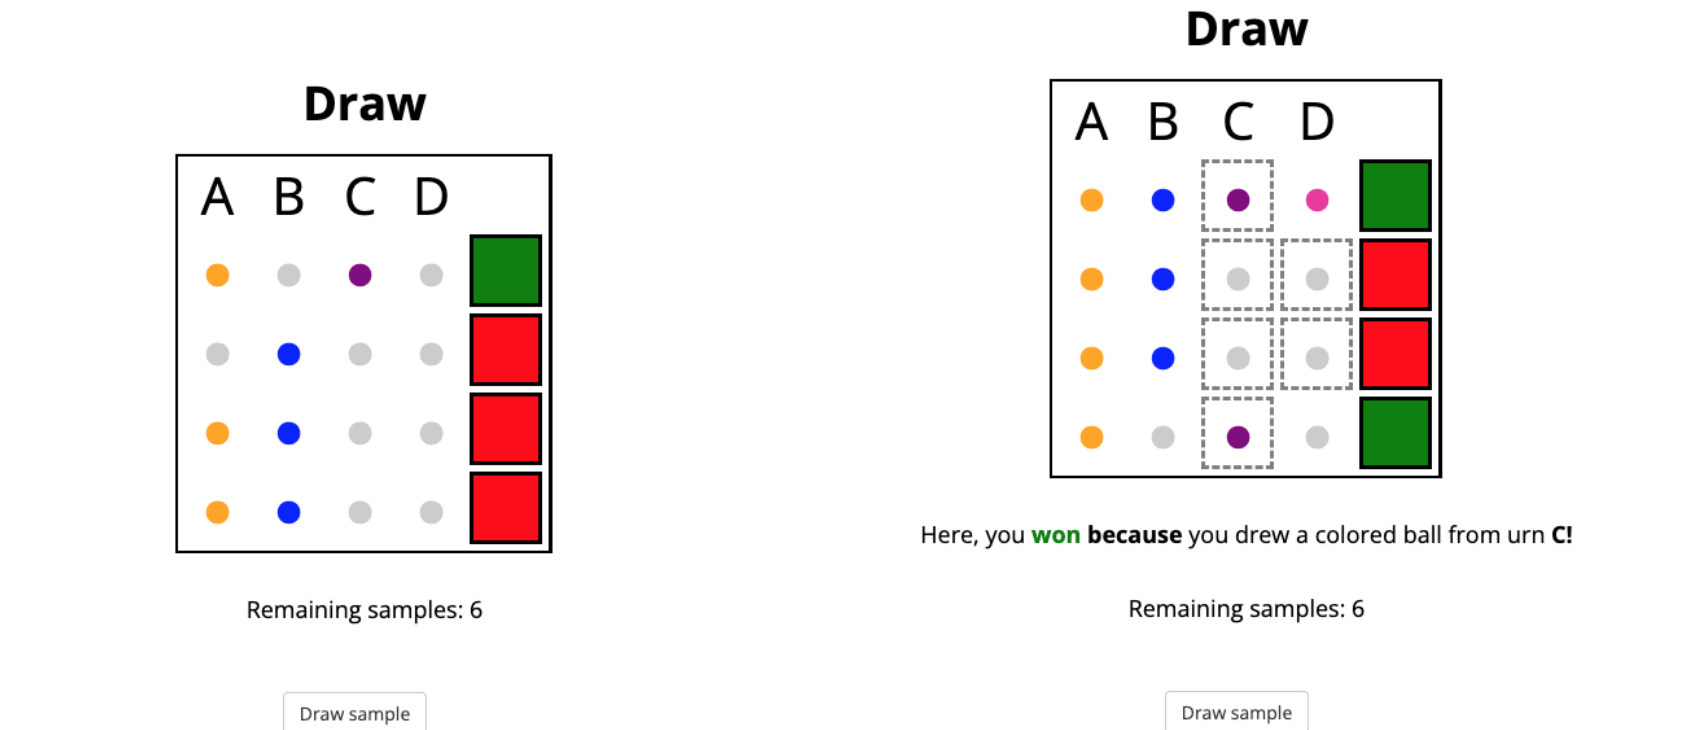 Draw
A B C D
Remaining samples: 6
Draw sample
Draw
A B C D
Here, you won because you drew a colored ball from urn C!
Remaining samples: 6
Draw sample